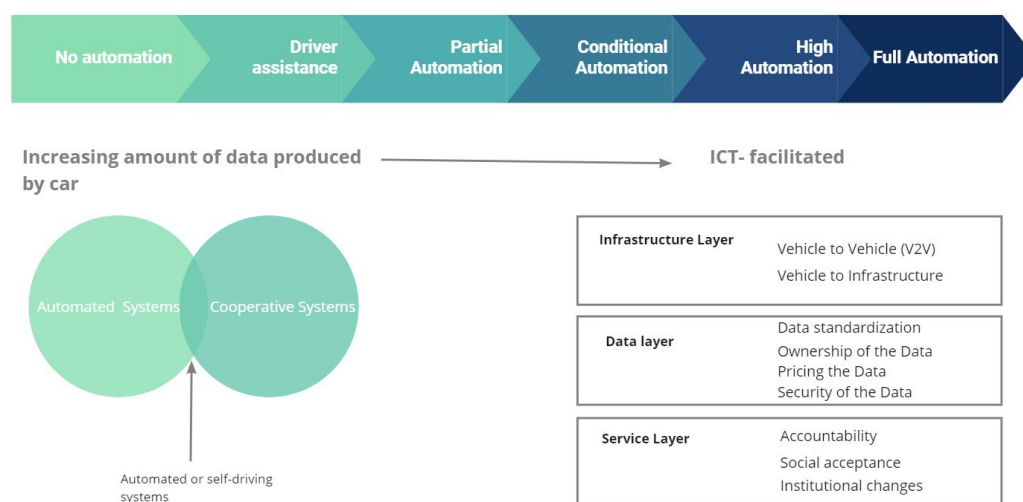 No automation
Driver
assistance
Partial
Automation
Conditional
Automation
High
Automation
Full Automation
Increasing amount of data produced
by car
ICT- facilitated
Automated  Systems
Cooperative Systems
Automated or self-driving
systems
Infrastructure Layer
Vehicle to Vehicle (V2V)
Vehicle to Infrastructure
Data layer
Data standardization
Ownership of the Data
Pricing the Data
Security of the Data
Service Layer
Accountability
Social acceptance
Institutional changes